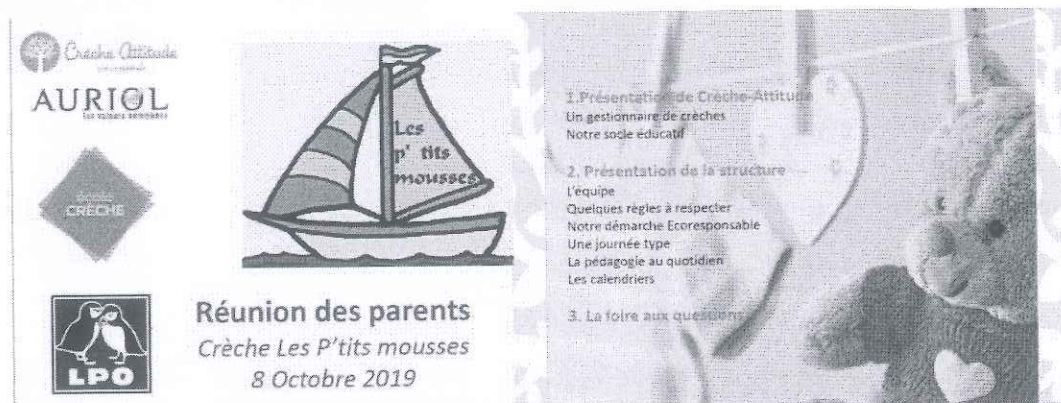 Crèche Attitude
AURIOL
CRÈCHE
LPO
Les
p' tits
mousses
Réunion des parents
Crèche Les P'tits mousses
8 Octobre 2019
1.Présentation de Crèche-Attitude
Un gestionnaire de crèches
Notre socle éducatif
2. Présentation de la structure
L'équipe
Quelques règles à respecter
Notre démarche Ecoresponsable
Une journée type
La pédagogie au quotidien
Les calendriers
3. La foire aux questions